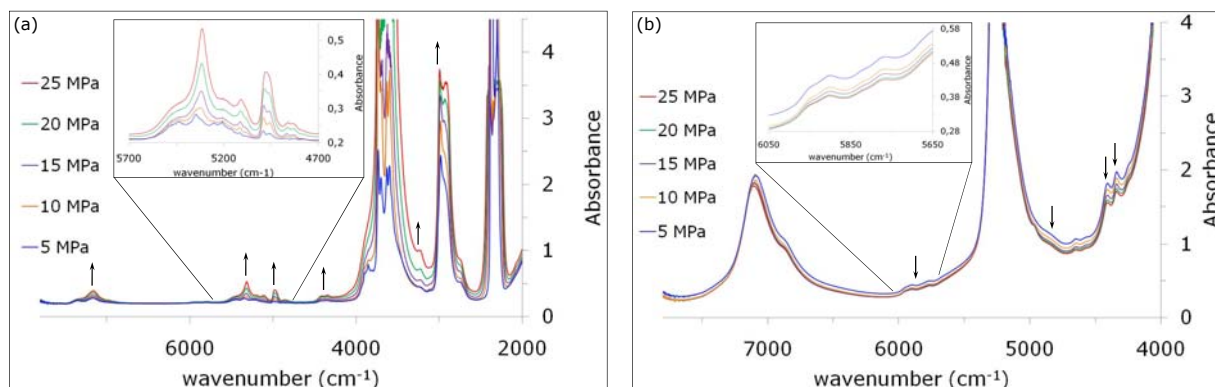 (a)
25 MPa
20 MPa
15 MPa
10 MPa
5 MPa
0,5
0,4
0,3
0,2
Absorbance
5700 5200 4700
wavenumber (cm-1)
4
3
2
1
0
Absorbance
6000 4000 2000
wavenumber (cm⁻¹)
(b)
25 MPa
20 MPa
15 MPa
10 MPa
5 MPa
0,58
0,48
0,38
0,28
Absorbance
6050 5850 5650
wavenumber (cm⁻¹)
4
3
2
1
0
Absorbance
7000 6000 5000 4000
wavenumber (cm⁻¹)